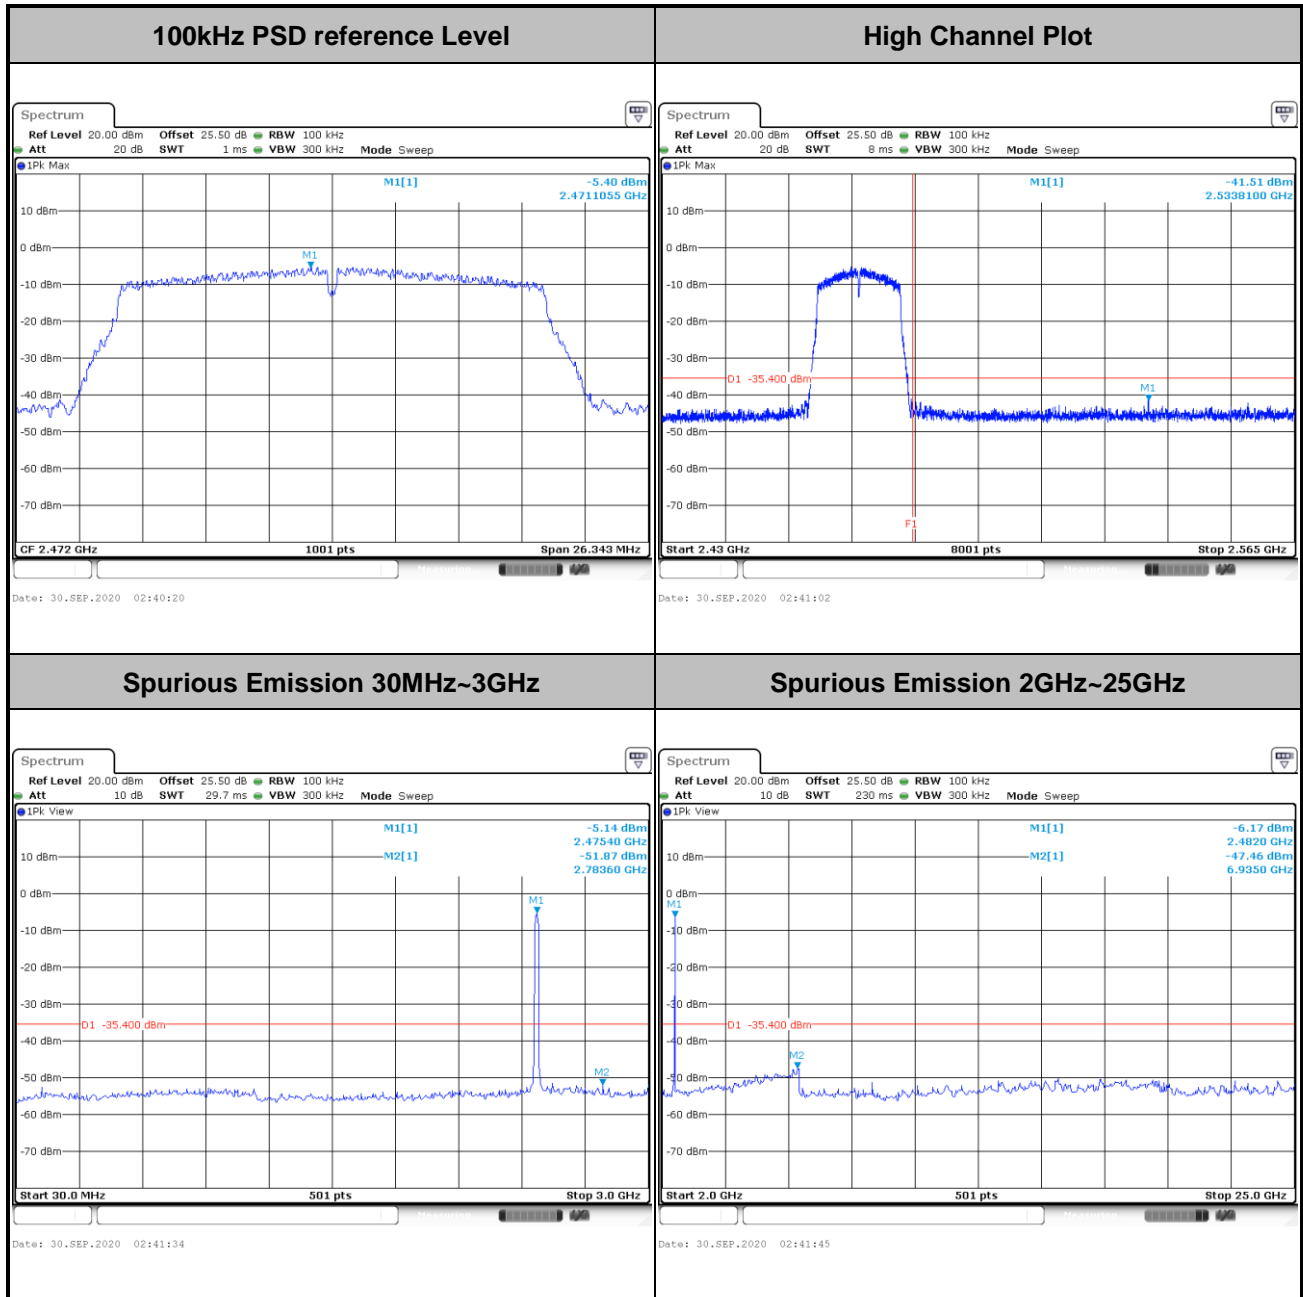 100kHz PSD reference Level
Spectrum
Ref Level 20.00 dBm Offset 25.50 dB RBW 100 kHz
Att 20 dB SWT 1 ms VBW 300 kHz Mode Sweep
1Pk Max
M1[1] -5.40 dBm
2.4711055 GHz
10 dBm
0 dBm
M1
-10 dBm
-20 dBm
-30 dBm
-40 dBm
-50 dBm
-60 dBm
-70 dBm
CF 2.472 GHz 1001 pts Span 26.343 MHz
Measuring
Date: 30.SEP.2020 02:40:20
High Channel Plot
Spectrum
Ref Level 20.00 dBm Offset 25.50 dB RBW 100 kHz
Att 20 dB SWT 8 ms VBW 300 kHz Mode Sweep
1Pk Max
M1[1] -41.51 dBm
2.5338100 GHz
10 dBm
0 dBm
-10 dBm
-20 dBm
-30 dBm
D1 -35.400 dBm
M1
-40 dBm
-50 dBm
-60 dBm
-70 dBm
F1
Start 2.43 GHz 8001 pts Stop 2.565 GHz
Measuring
Date: 30.SEP.2020 02:41:02
Spurious Emission 30MHz~3GHz
Spectrum
Ref Level 20.00 dBm Offset 25.50 dB RBW 100 kHz
Att 10 dB SWT 29.7 ms VBW 300 kHz Mode Sweep
1Pk View
M1[1] -5.14 dBm
2.47540 GHz
M2[1] -51.87 dBm
2.78360 GHz
10 dBm
0 dBm
M1
-10 dBm
-20 dBm
-30 dBm
D1 -35.400 dBm
-40 dBm
M2
-50 dBm
-60 dBm
-70 dBm
Start 30.0 MHz 501 pts Stop 3.0 GHz
Measuring
Date: 30.SEP.2020 02:41:34
Spurious Emission 2GHz~25GHz
Spectrum
Ref Level 20.00 dBm Offset 25.50 dB RBW 100 kHz
Att 10 dB SWT 230 ms VBW 300 kHz Mode Sweep
1Pk View
M1[1] -6.17 dBm
2.4820 GHz
M2[1] -47.46 dBm
6.9350 GHz
10 dBm
0 dBm
M1
-10 dBm
-20 dBm
-30 dBm
D1 -35.400 dBm
-40 dBm
M2
-50 dBm
-60 dBm
-70 dBm
Start 2.0 GHz 501 pts Stop 25.0 GHz
Measuring
Date: 30.SEP.2020 02:41:45